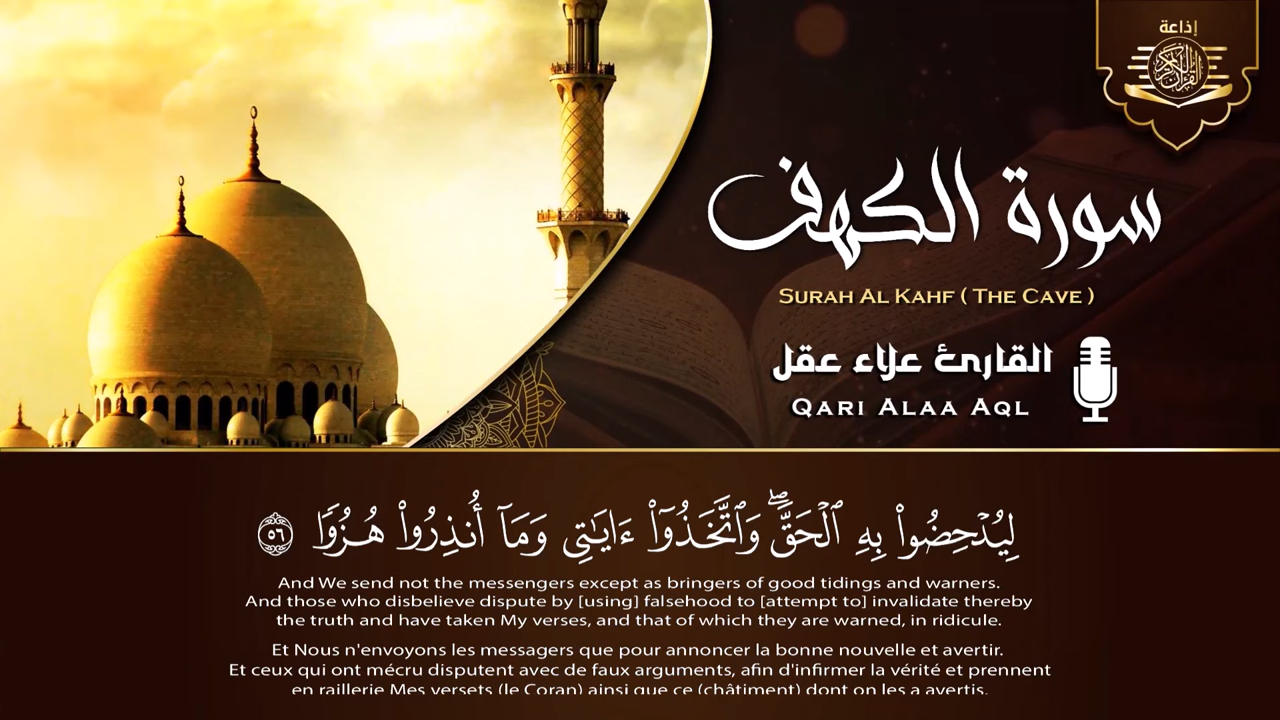 إذاعة
القرآن الكريم
سورة الكهف
SURAH AL KAHF ( THE CAVE )
القارئ علاء عقل
QARI ALAA AQL
لِيُدۡحِضُواْ بِهِ ٱلۡحَقَّۖ وَٱتَّخَذُوٓاْ ءَايَٰتِي وَمَآ أُنذِرُواْ هُزُوٗا ٥٦
And We send not the messengers except as bringers of good tidings and warners.
And those who disbelieve dispute by [using] falsehood to [attempt to] invalidate thereby
the truth and have taken My verses, and that of which they are warned, in ridicule.
Et Nous n'envoyons les messagers que pour annoncer la bonne nouvelle et avertir.
Et ceux qui ont mécru disputent avec de faux arguments, afin d'infirmer la vérité et prennent
en raillerie Mes versets (le Coran) ainsi que ce (châtiment) dont on les a avertis.